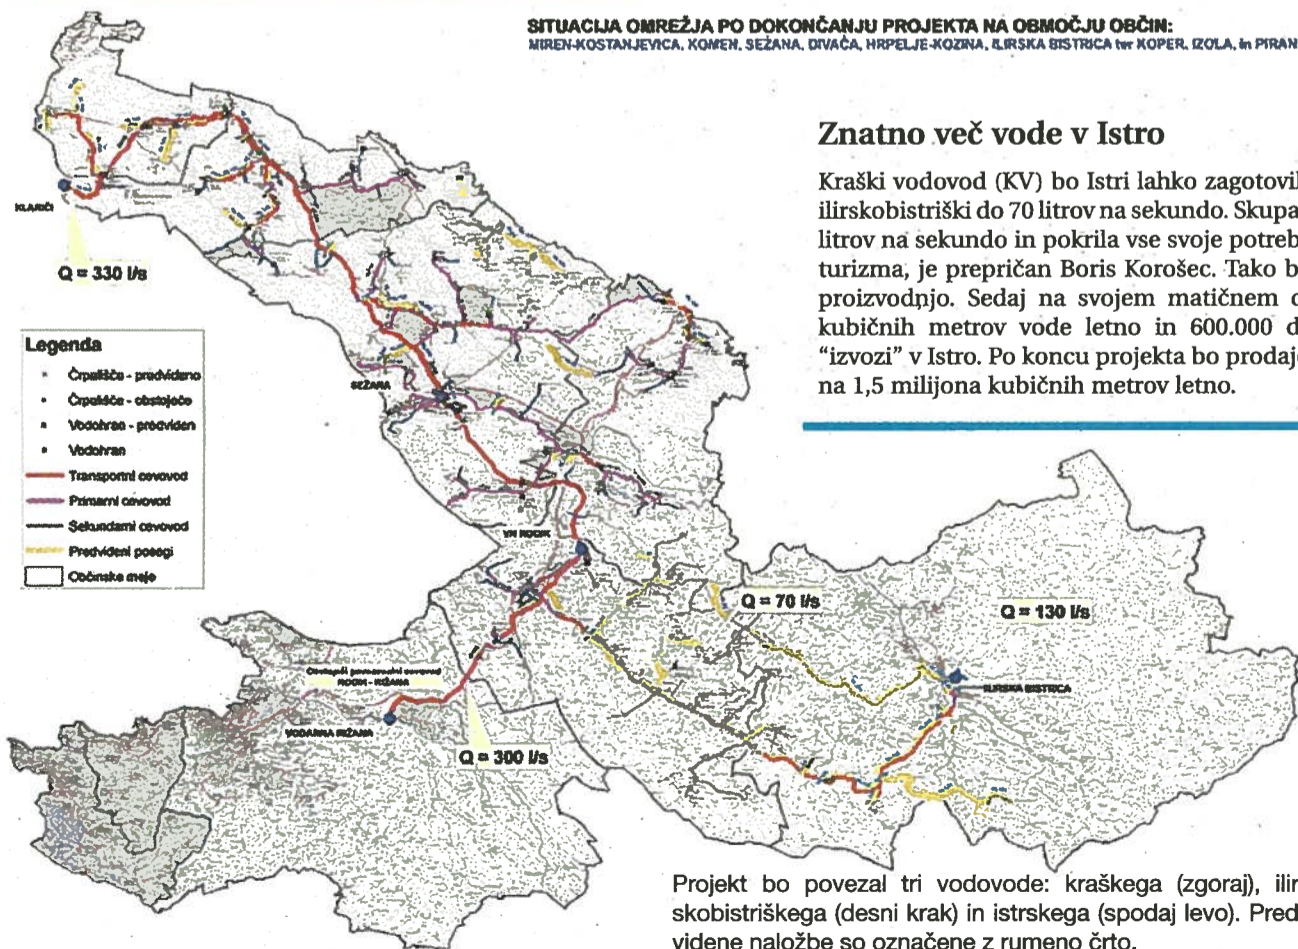 SITUACIJA OMREŽJA PO DOKONČANJU PROJEKTA NA OBMOČJU OBČIN:
MIREN-KOSTANJEVICA, KOMEN, SEŽANA, DIVAČA, HRPELJE-KOZINA, ILIRSKA BISTRICA ter KOPER, IZOLA, in PIRAN
Znatno več vode v Istro
Kraški vodovod (KV) bo Istri lahko zagotovil
ilirskobistriški do 70 litrov na sekundo. Skupa
litrov na sekundo in pokrila vse svoje potreb
turizma, je prepričan Boris Korošec. Tako b
proizvodnjo. Sedaj na svojem matičnem o
kubičnih metrov vode letno in 600.000 d
“izvozi” v Istro. Po koncu projekta bo prodaj
na 1,5 milijona kubičnih metrov letno.
KLARIČI
Q = 330 l/s
Legenda
Črpališče - predvideno
Črpališče - obstoječe
Vodohran - predviden
Vodohran
Transportni cevovod
Primarni cevovod
Sekundarni cevovod
Predvideni posegi
Občinske meje
SEŽANA
VH RODIK
Q = 70 l/s
Q = 130 l/s
ILIRSKA BISTRICA
cevovod
RODIK - RIŽANA
VODARNA RIŽANA
Q = 300 l/s
Projekt bo povezal tri vodovode: kraškega (zgoraj), ilir
skobistriškega (desni krak) in istrskega (spodaj levo). Pred
videne naložbe so označene z rumeno črto.